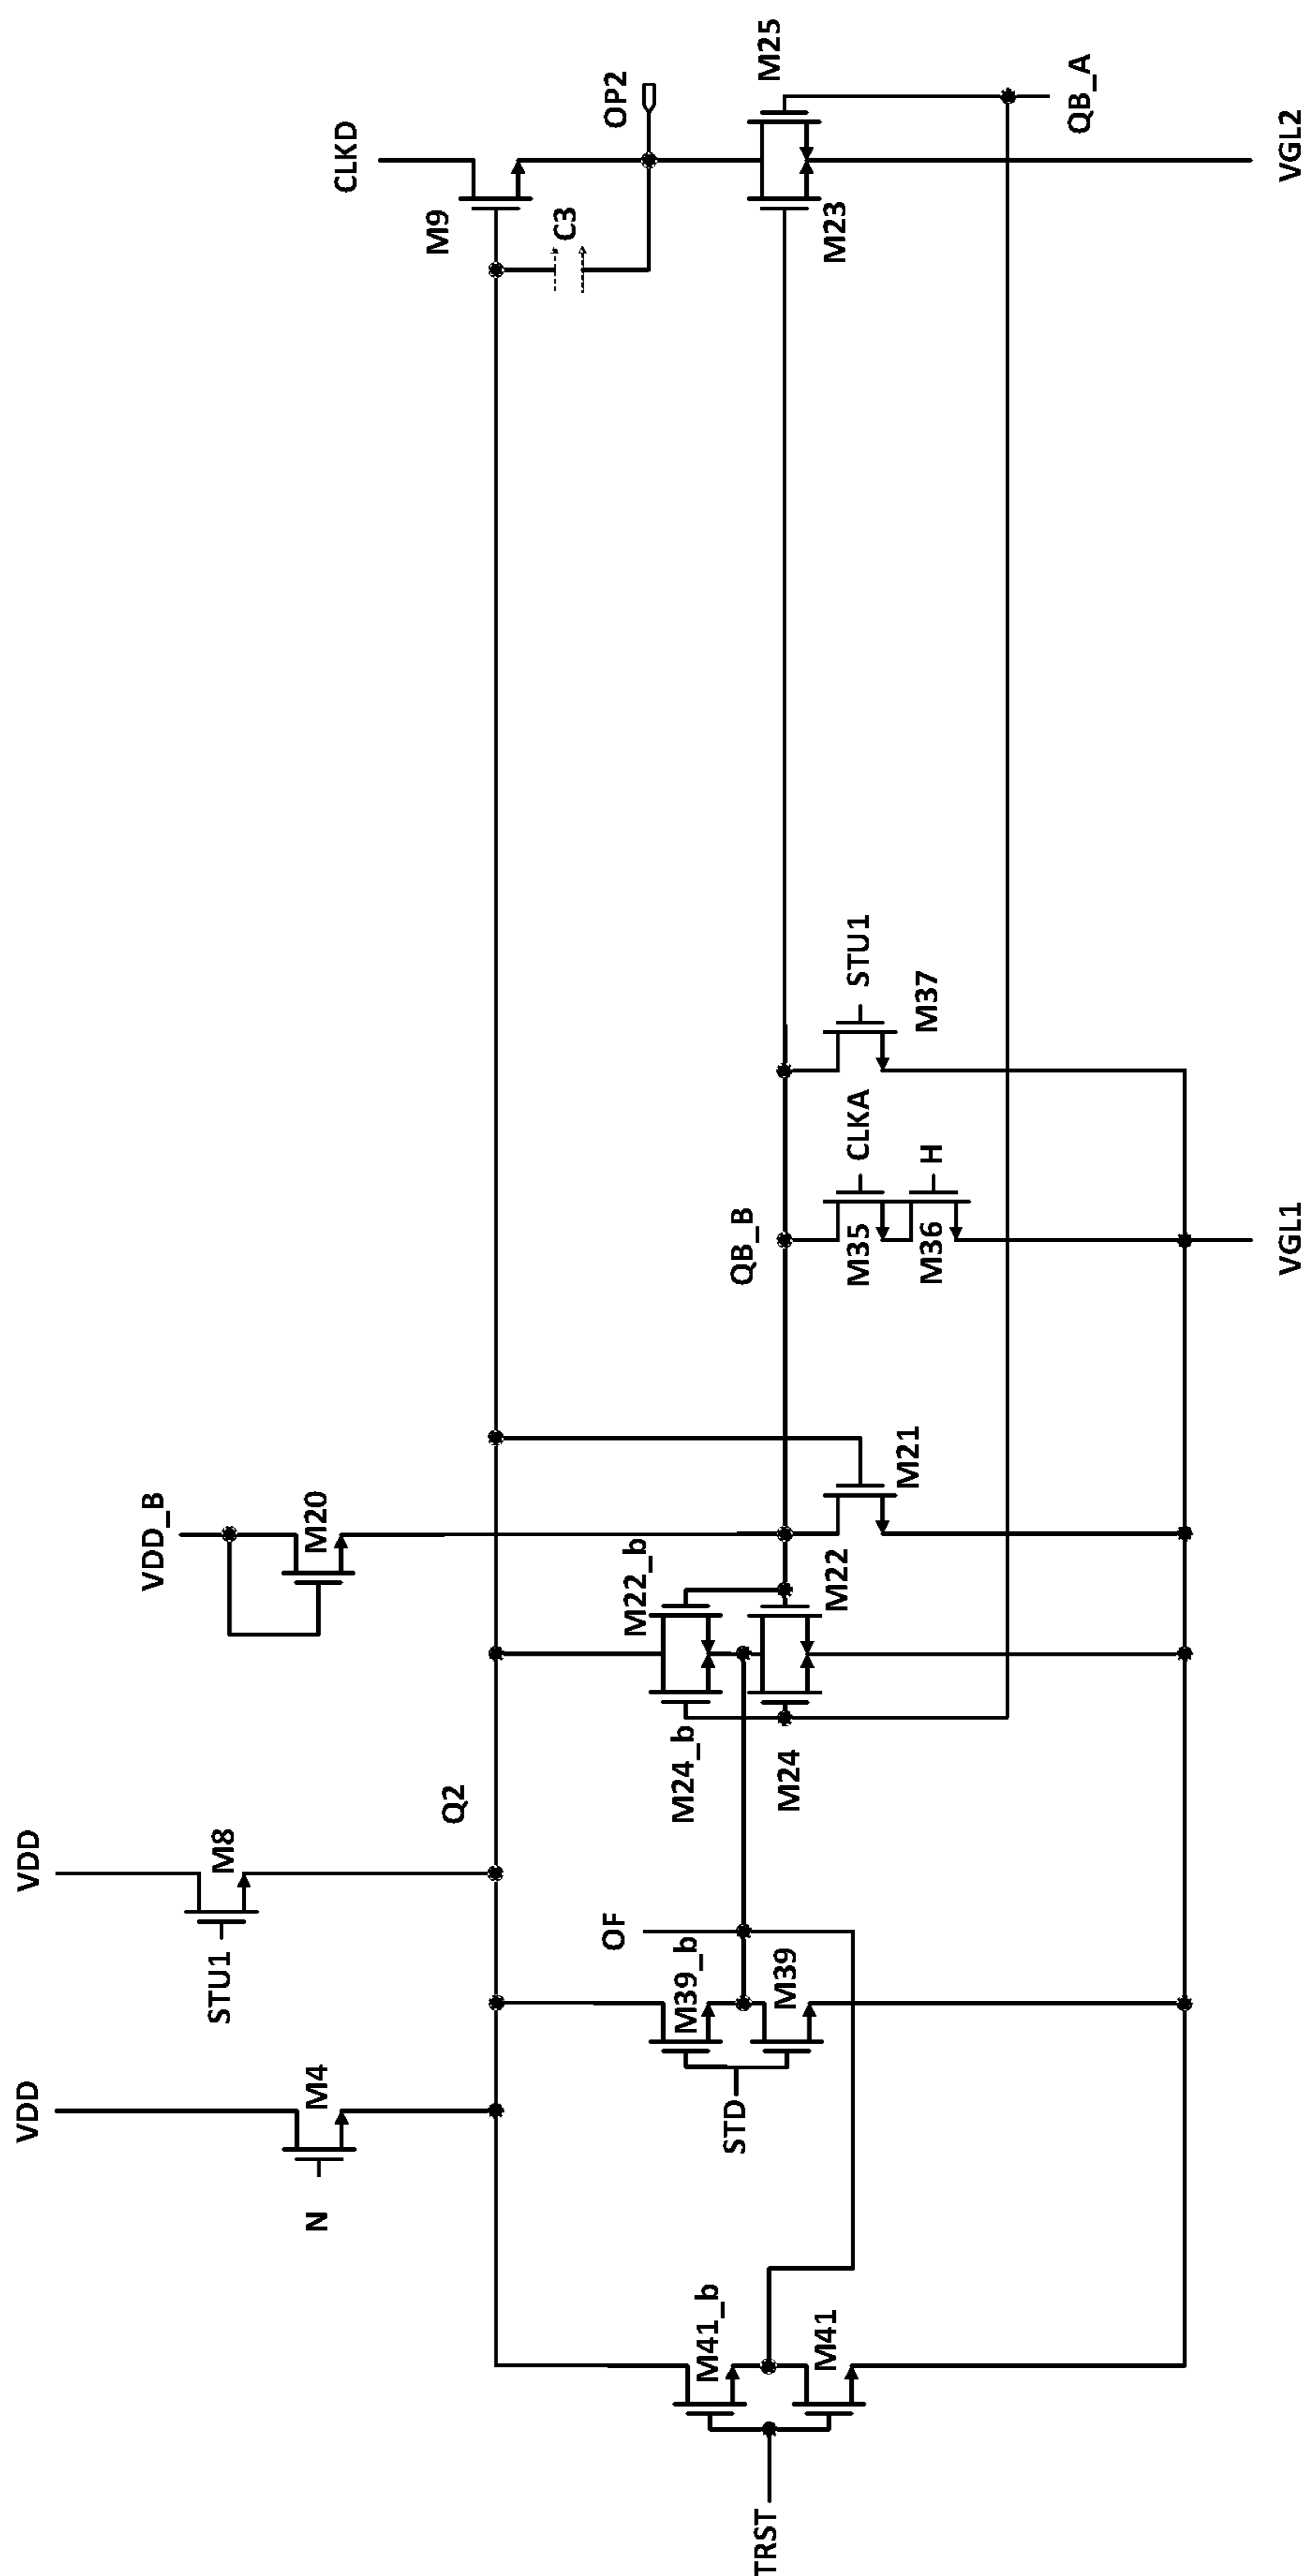 VDD
VDD
VDD_B
N
M4
STU1
M8
M20
CLKD
M9
C3
OP2
Q2
TRST
M41_b
M41
STD
M39_b
M39
OF
M24_b
M24
M22_b
M22
M21
QB_B
M35
CLKA
M36
H
STU1
M37
M23
M25
QB_A
VGL1
VGL2